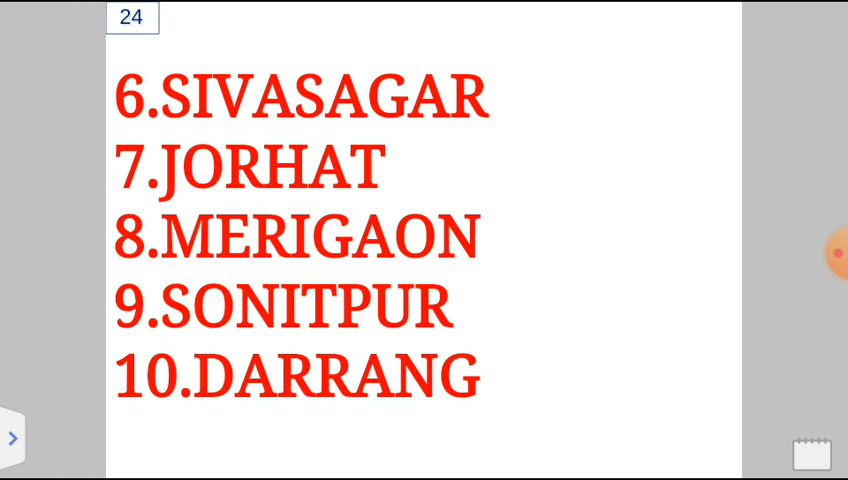 24
6.SIVASAGAR
7.JORHAT
8.MERIGAON
9.SONITPUR
10.DARRANG